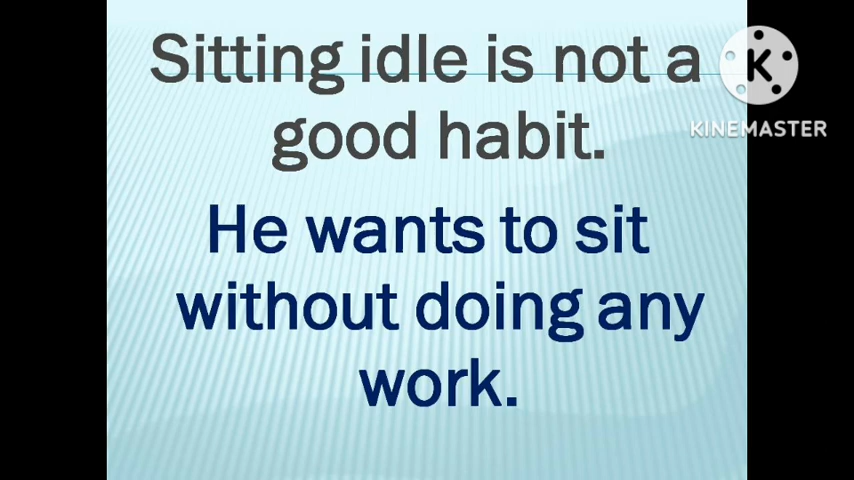 Sitting idle is not a
good habit.
He wants to sit
without doing any
work.
K
KINEMASTER